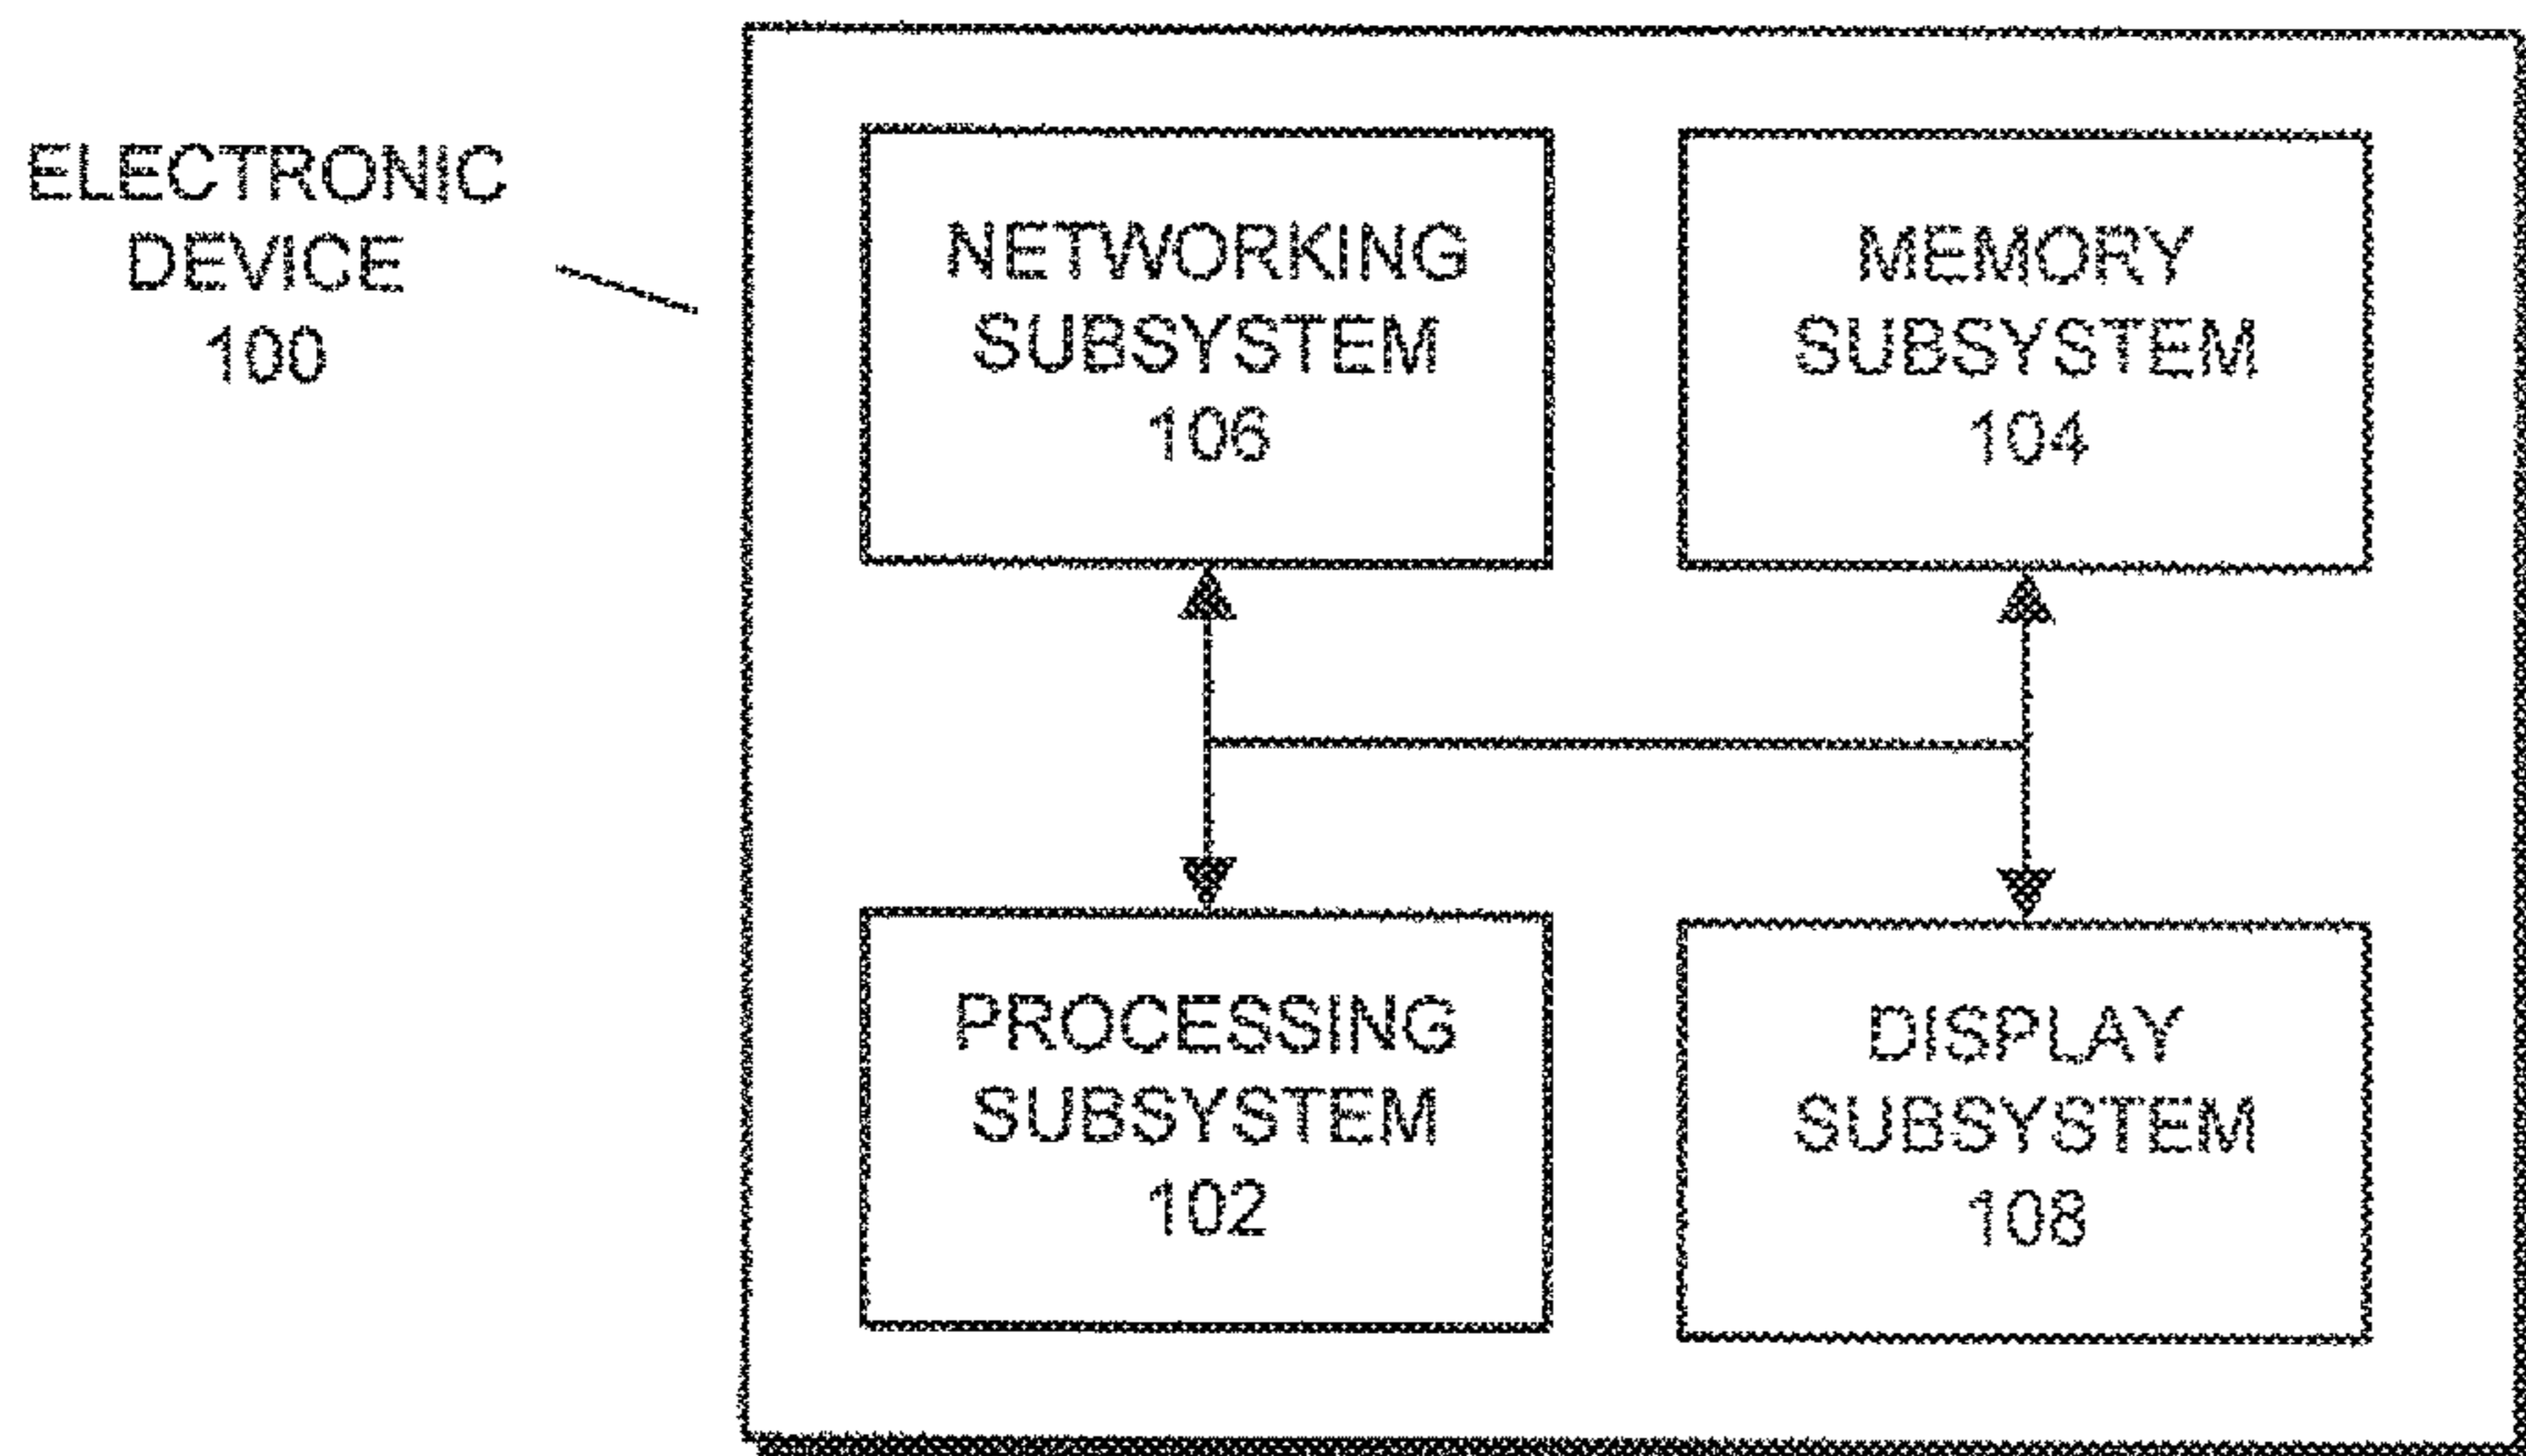 ELECTRONIC
DEVICE
100
NETWORKING
SUBSYSTEM
106
MEMORY
SUBSYSTEM
104
PROCESSING
SUBSYSTEM
102
DISPLAY
SUBSYSTEM
108